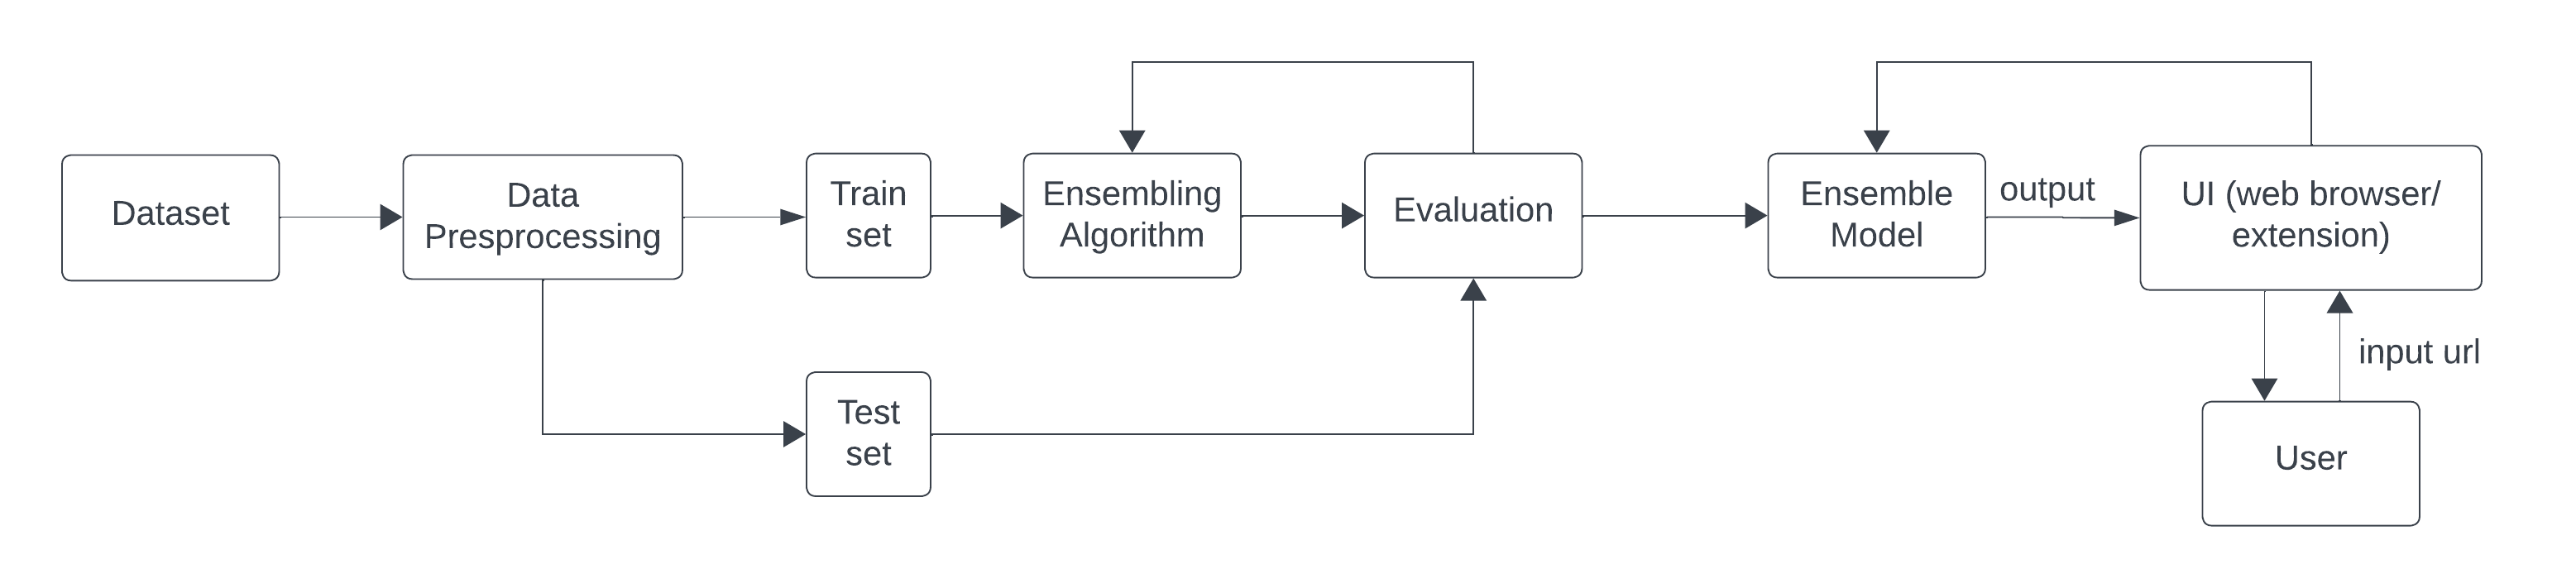 Dataset
Data
Presprocessing
Train
set
Ensembling
Algorithm
Evaluation
Ensemble
Model
output
UI (web browser/
extension)
input url
Test
set
User